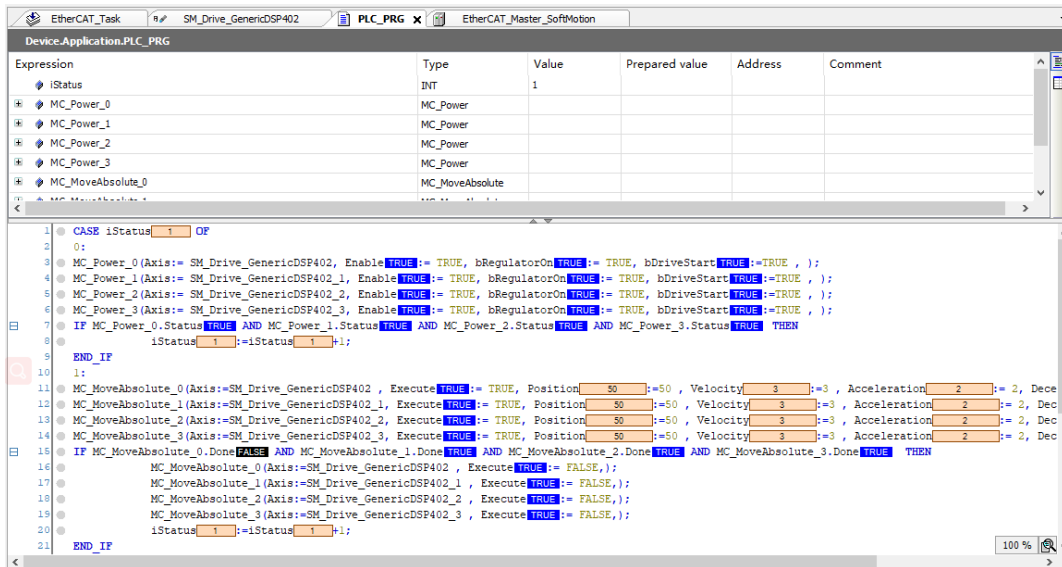 EtherCAT_Task SM_Drive_GenericDSP402 PLC_PRG x EtherCAT_Master_SoftMotion
Device.Application.PLC_PRG
Expression Type Value Prepared value Address Comment
iStatus INT 1
MC_Power_0 MC_Power
MC_Power_1 MC_Power
MC_Power_2 MC_Power
MC_Power_3 MC_Power
MC_MoveAbsolute_0 MC_MoveAbsolute
1 CASE iStatus 1 OF
2 0:
3 MC_Power_0(Axis:= SM_Drive_GenericDSP402, Enable TRUE := TRUE, bRegulatorOn TRUE := TRUE, bDriveStart TRUE :=TRUE , );
4 MC_Power_1(Axis:= SM_Drive_GenericDSP402_1, Enable TRUE := TRUE, bRegulatorOn TRUE := TRUE, bDriveStart TRUE :=TRUE , );
5 MC_Power_2(Axis:= SM_Drive_GenericDSP402_2, Enable TRUE := TRUE, bRegulatorOn TRUE := TRUE, bDriveStart TRUE :=TRUE , );
6 MC_Power_3(Axis:= SM_Drive_GenericDSP402_3, Enable TRUE := TRUE, bRegulatorOn TRUE := TRUE, bDriveStart TRUE :=TRUE , );
7 IF MC_Power_0.Status TRUE AND MC_Power_1.Status TRUE AND MC_Power_2.Status TRUE AND MC_Power_3.Status TRUE THEN
8 iStatus 1 :=iStatus 1 +1;
9 END_IF
10 1:
11 MC_MoveAbsolute_0(Axis:=SM_Drive_GenericDSP402 , Execute TRUE := TRUE, Position 50 :=50 , Velocity 3 :=3 , Acceleration 2 := 2, Dece
12 MC_MoveAbsolute_1(Axis:=SM_Drive_GenericDSP402_1, Execute TRUE := TRUE, Position 50 :=50 , Velocity 3 :=3 , Acceleration 2 := 2, Dec
13 MC_MoveAbsolute_2(Axis:=SM_Drive_GenericDSP402_2, Execute TRUE := TRUE, Position 50 :=50 , Velocity 3 :=3 , Acceleration 2 := 2, Dec
14 MC_MoveAbsolute_3(Axis:=SM_Drive_GenericDSP402_3, Execute TRUE := TRUE, Position 50 :=50 , Velocity 3 :=3 , Acceleration 2 := 2, Dec
15 IF MC_MoveAbsolute_0.Done FALSE AND MC_MoveAbsolute_1.Done TRUE AND MC_MoveAbsolute_2.Done TRUE AND MC_MoveAbsolute_3.Done TRUE THEN
16 MC_MoveAbsolute_0(Axis:=SM_Drive_GenericDSP402 , Execute TRUE := FALSE,);
17 MC_MoveAbsolute_1(Axis:=SM_Drive_GenericDSP402_1 , Execute TRUE := FALSE,);
18 MC_MoveAbsolute_2(Axis:=SM_Drive_GenericDSP402_2 , Execute TRUE := FALSE,);
19 MC_MoveAbsolute_3(Axis:=SM_Drive_GenericDSP402_3 , Execute TRUE := FALSE,);
20 iStatus 1 :=iStatus 1 +1;
21 END_IF
100 %